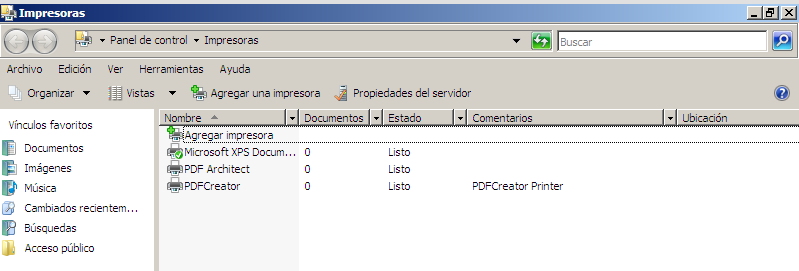 Impresoras
Panel de control Impresoras Buscar
Archivo Edición Ver Herramientas Ayuda
Organizar Vistas Agregar una impresora Propiedades del servidor
Vínculos favoritos
Documentos
Imágenes
Música
Cambiados recientem...
Búsquedas
Acceso público
Nombre Documentos Estado Comentarios Ubicación
Agregar impresora
Microsoft XPS Docum... 0 Listo
PDF Architect 0 Listo
PDFCreator 0 Listo PDFCreator Printer